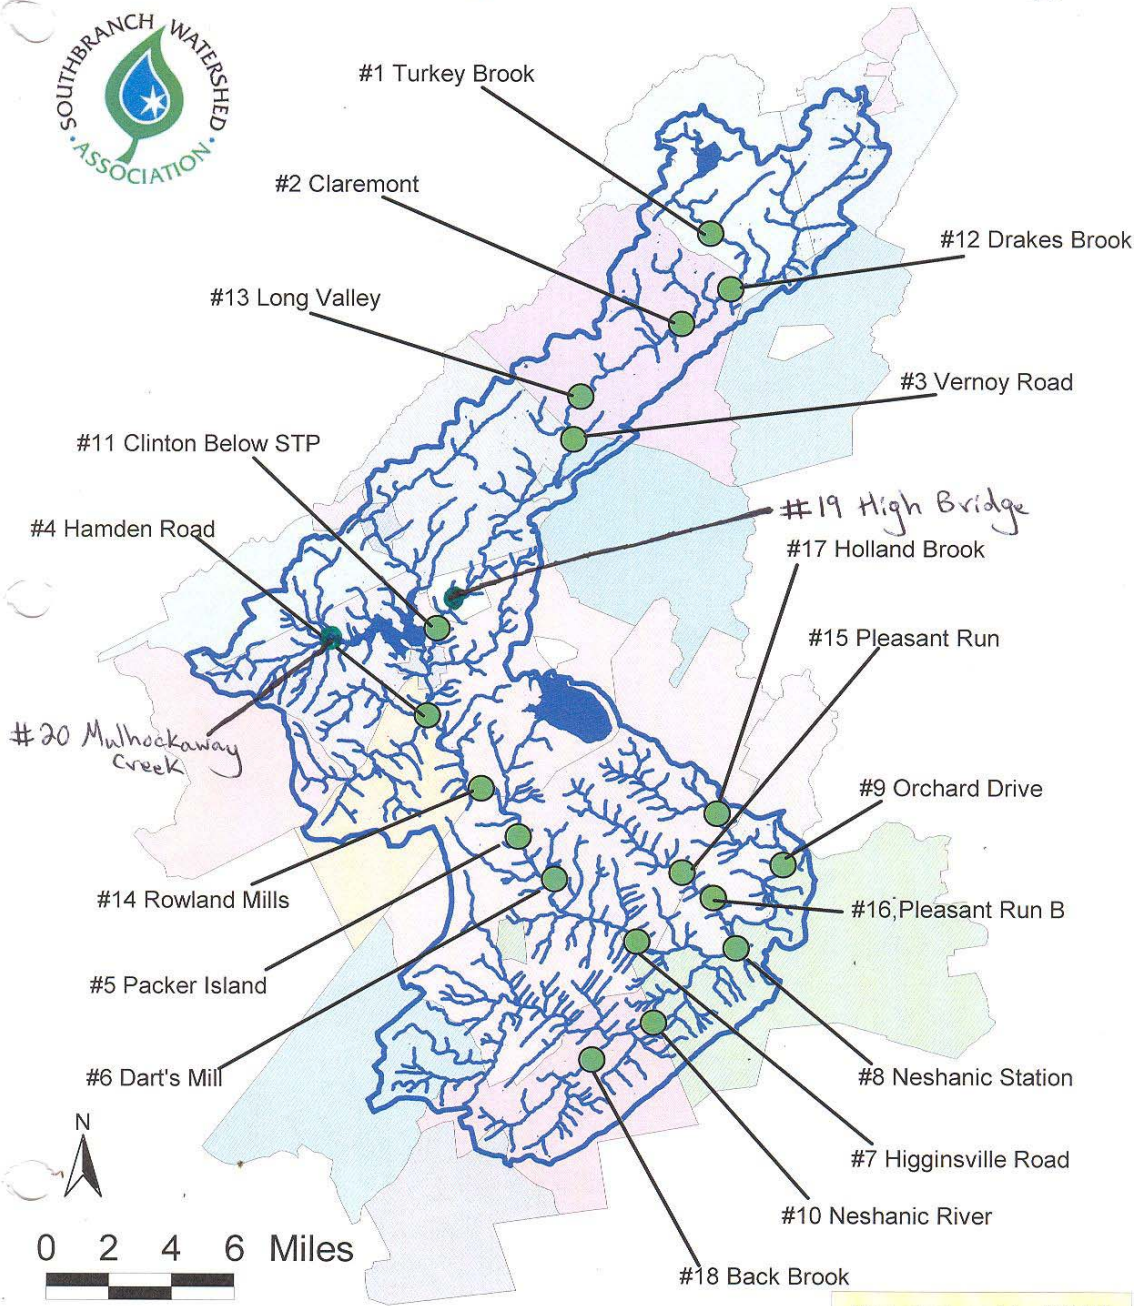 SOUTHBRANCH WATERSHED
• ASSOCIATION •
#1 Turkey Brook
#2 Claremont
#12 Drakes Brook
#13 Long Valley
#3 Vernoy Road
#11 Clinton Below STP
#19 High Bridge
#4 Hamden Road
#17 Holland Brook
#15 Pleasant Run
#20 Mulhockaway
Creek
#9 Orchard Drive
#14 Rowland Mills
#16,Pleasant Run B
#5 Packer Island
#6 Dart's Mill
#8 Neshanic Station
N
#7 Higginsville Road
#10 Neshanic River
0 2 4 6 Miles
#18 Back Brook